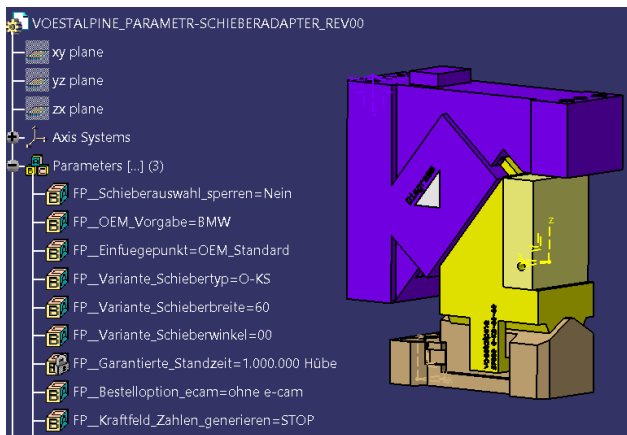 VOESTALPINE_PARAMETR-SCHIEBERADAPTER_REV00
xy plane
yz plane
zx plane
Axis Systems
Parameters [...] (3)
FP__Schieberauswahl_sperren=Nein
FP__OEM_Vorgabe=BMW
FP__Einfuegepunkt=OEM_Standard
FP__Variante_Schiebertyp=O-KS
FP__Variante_Schieberbreite=60
FP__Variante_Schieberwinkel=00
FP__Garantierte_Standzeit=1.000.000 Hübe
FP__Bestelloption_ecam=ohne e-cam
FP__Kraftfeld_Zahlen_generieren=STOP
z